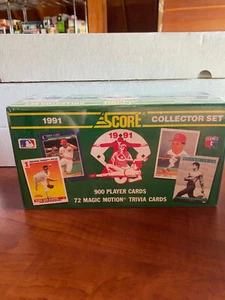 1991
SCORE
COLLECTOR SET
1991
900 PLAYER CARDS
72 MAGIC MOTION TRIVIA CARDS